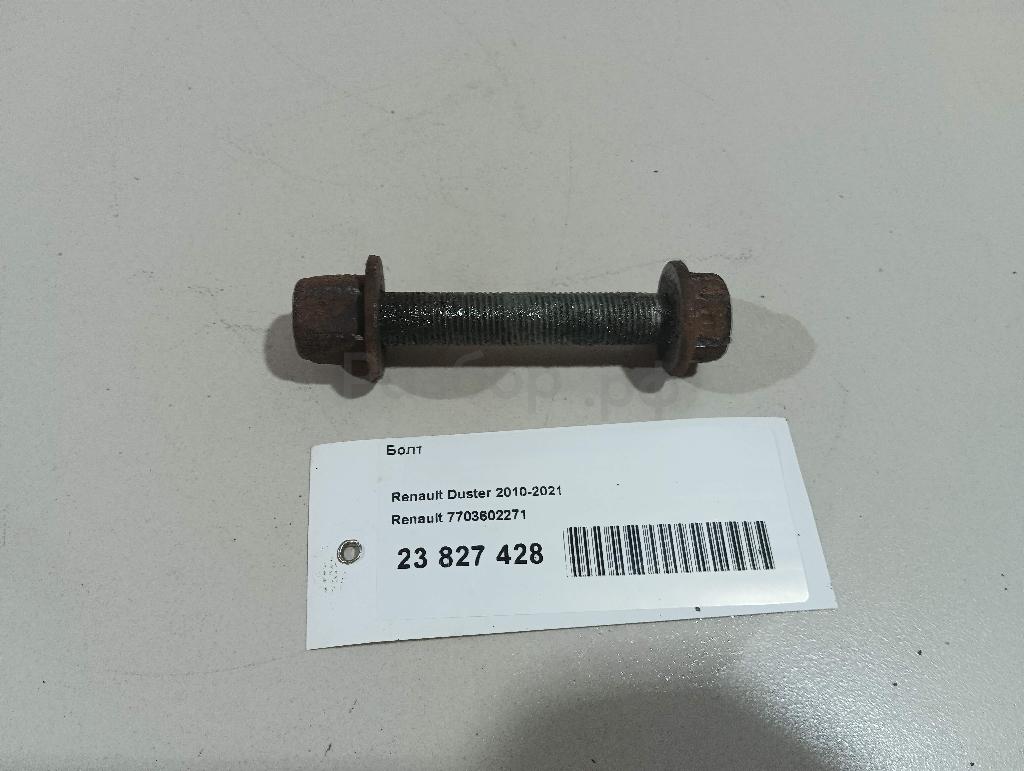 Болт
Renault Duster 2010-2021
Renault 7703602271
23 827 428